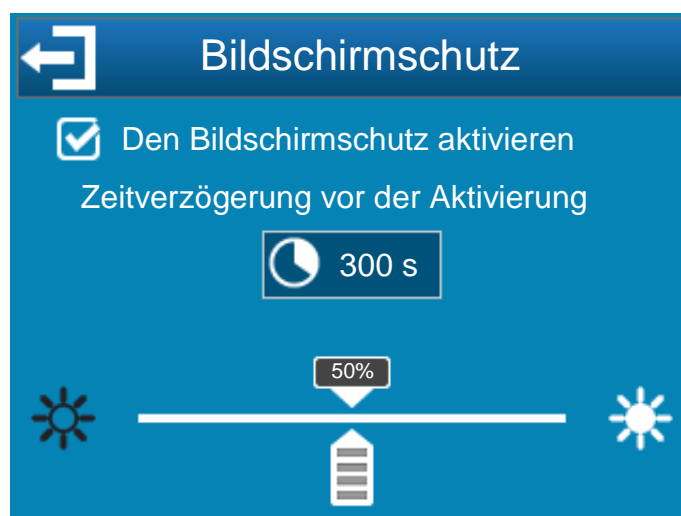 Bildschirmschutz
Den Bildschirmschutz aktivieren
Zeitverzögerung vor der Aktivierung
300 s
50%